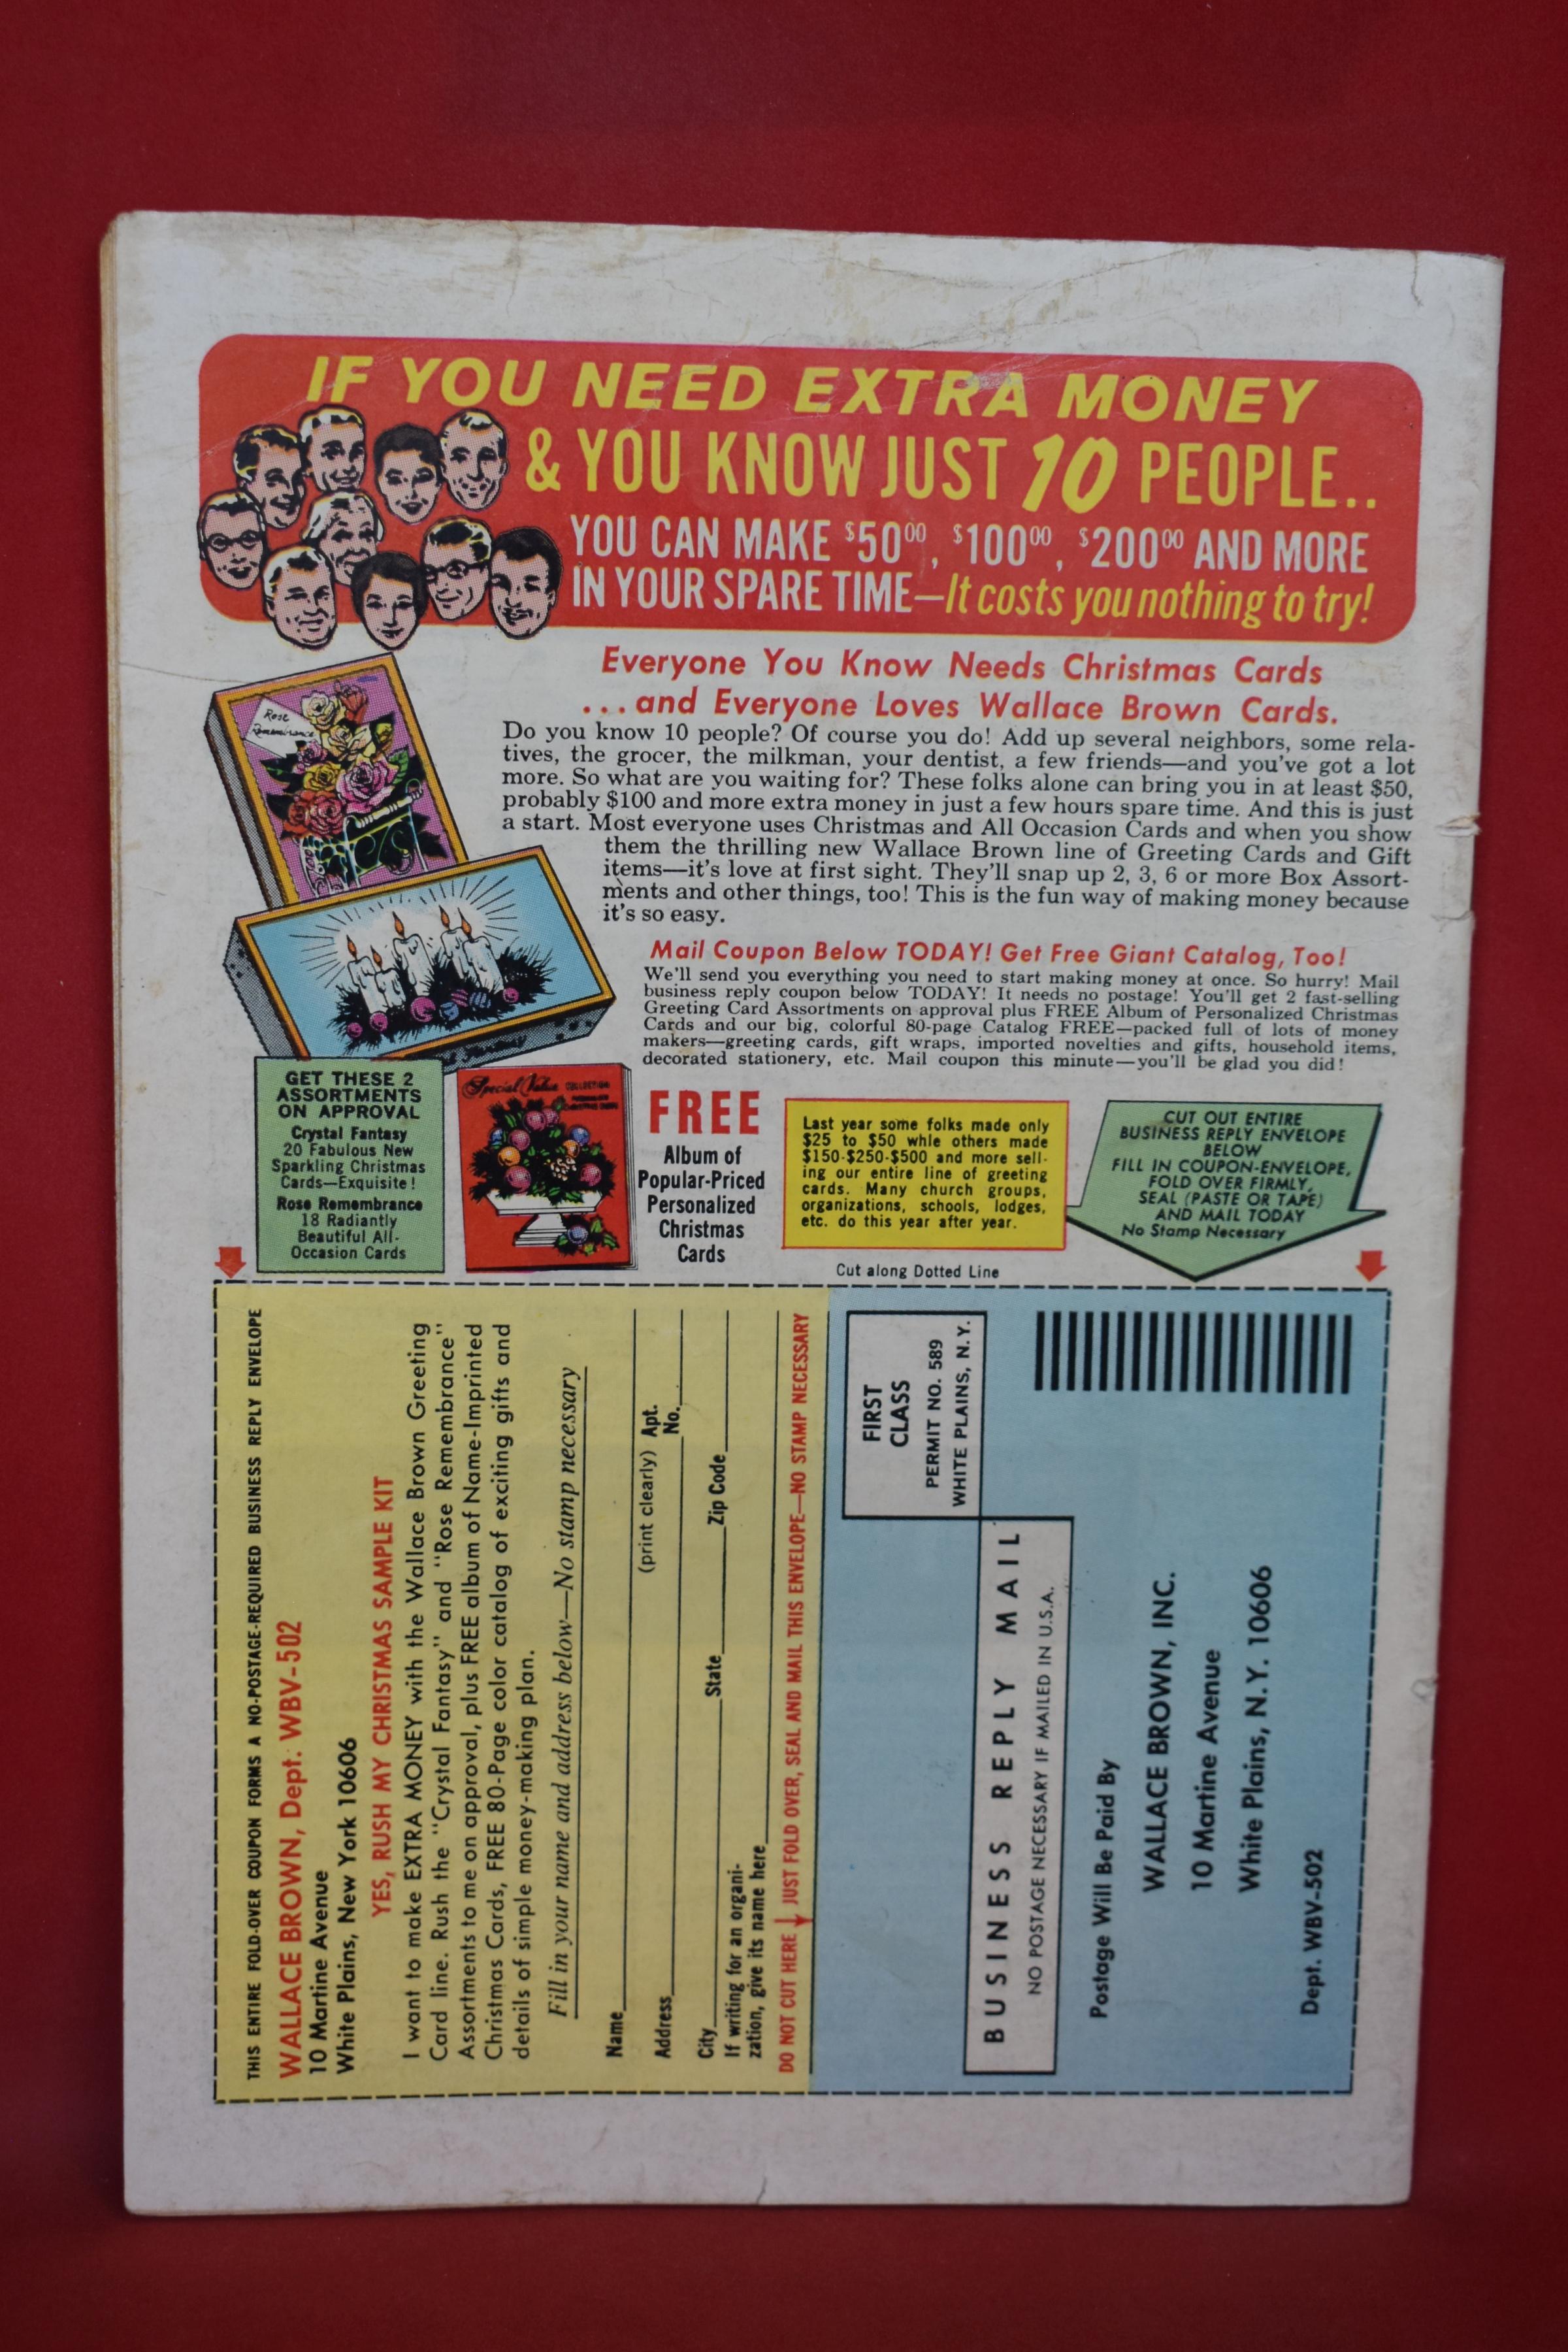 IF YOU NEED EXTRA MONEY
& YOU KNOW JUST 10 PEOPLE..
YOU CAN MAKE $5000, $10000, $20000 AND MORE
IN YOUR SPARE TIME—It costs you nothing to try!
Everyone You Know Needs Christmas Cards
...and Everyone Loves Wallace Brown Cards.
Do you know 10 people? Of course you do! Add up several neighbors, some rela-
tives, the grocer, the milkman, your dentist, a few friends—and you've got a lot
more. So what are you waiting for? These folks alone can bring you in at least $50,
probably $100 and more extra money in just a few hours spare time. And this is just
a start. Most everyone uses Christmas and All Occasion Cards and when you show
them the thrilling new Wallace Brown line of Greeting Cards and Gift
items—it's love at first sight. They'll snap up 2, 3, 6 or more Box Assort-
ments and other things, too! This is the fun way of making money because
it's so easy.
Rose
Remembrance
Mail Coupon Below TODAY! Get Free Giant Catalog, Too!
We'll send you everything you need to start making money at once. So hurry! Mail
business reply coupon below TODAY! It needs no postage! You'll get 2 fast-selling
Greeting Card Assortments on approval plus FREE Album of Personalized Christmas
Cards and our big, colorful 80-page Catalog FREE—packed full of lots of money
makers—greeting cards, gift wraps, imported novelties and gifts, household items,
decorated stationery, etc. Mail coupon this minute—you'll be glad you did!
GET THESE 2
ASSORTMENTS
ON APPROVAL
Crystal Fantasy
20 Fabulous New
Sparkling Christmas
Cards—Exquisite!
Rose Remembrance
18 Radiantly
Beautiful All-
Occasion Cards
Special Value COLLECTION
FREE
Album of
Popular-Priced
Personalized
Christmas
Cards
Last year some folks made only
$25 to $50 whle others made
$150-$250-$500 and more sell-
ing our entire line of greeting
cards. Many church groups,
organizations, schools, lodges,
etc. do this year after year.
CUT OUT ENTIRE
BUSINESS REPLY ENVELOPE
BELOW
FILL IN COUPON-ENVELOPE,
FOLD OVER FIRMLY,
SEAL (PASTE OR TAPE)
AND MAIL TODAY
No Stamp Necessary
Cut along Dotted Line
THIS ENTIRE FOLD-OVER COUPON FORMS A NO-POSTAGE-REQUIRED BUSINESS REPLY ENVELOPE
WALLACE BROWN, Dept. WBV-502
10 Martine Avenue
White Plains, New York 10606
YES, RUSH MY CHRISTMAS SAMPLE KIT
I want to make EXTRA MONEY with the Wallace Brown Greeting
Card line. Rush the "Crystal Fantasy" and "Rose Remembrance"
Assortments to me on approval, plus FREE album of Name-Imprinted
Christmas Cards, FREE 80-Page color catalog of exciting gifts and
details of simple money-making plan.
Fill in your name and address below—No stamp necessary
Name
(print clearly)
Address Apt. No.
City State Zip Code
If writing for an organi-
zation, give its name here
DO NOT CUT HERE JUST FOLD OVER, SEAL AND MAIL THIS ENVELOPE—NO STAMP NECESSARY
FIRST
CLASS
PERMIT NO. 589
WHITE PLAINS, N.Y.
BUSINESS REPLY MAIL
NO POSTAGE NECESSARY IF MAILED IN U.S.A.
Postage Will Be Paid By
WALLACE BROWN, INC.
10 Martine Avenue
White Plains, N.Y. 10606
Dept. WBV-502